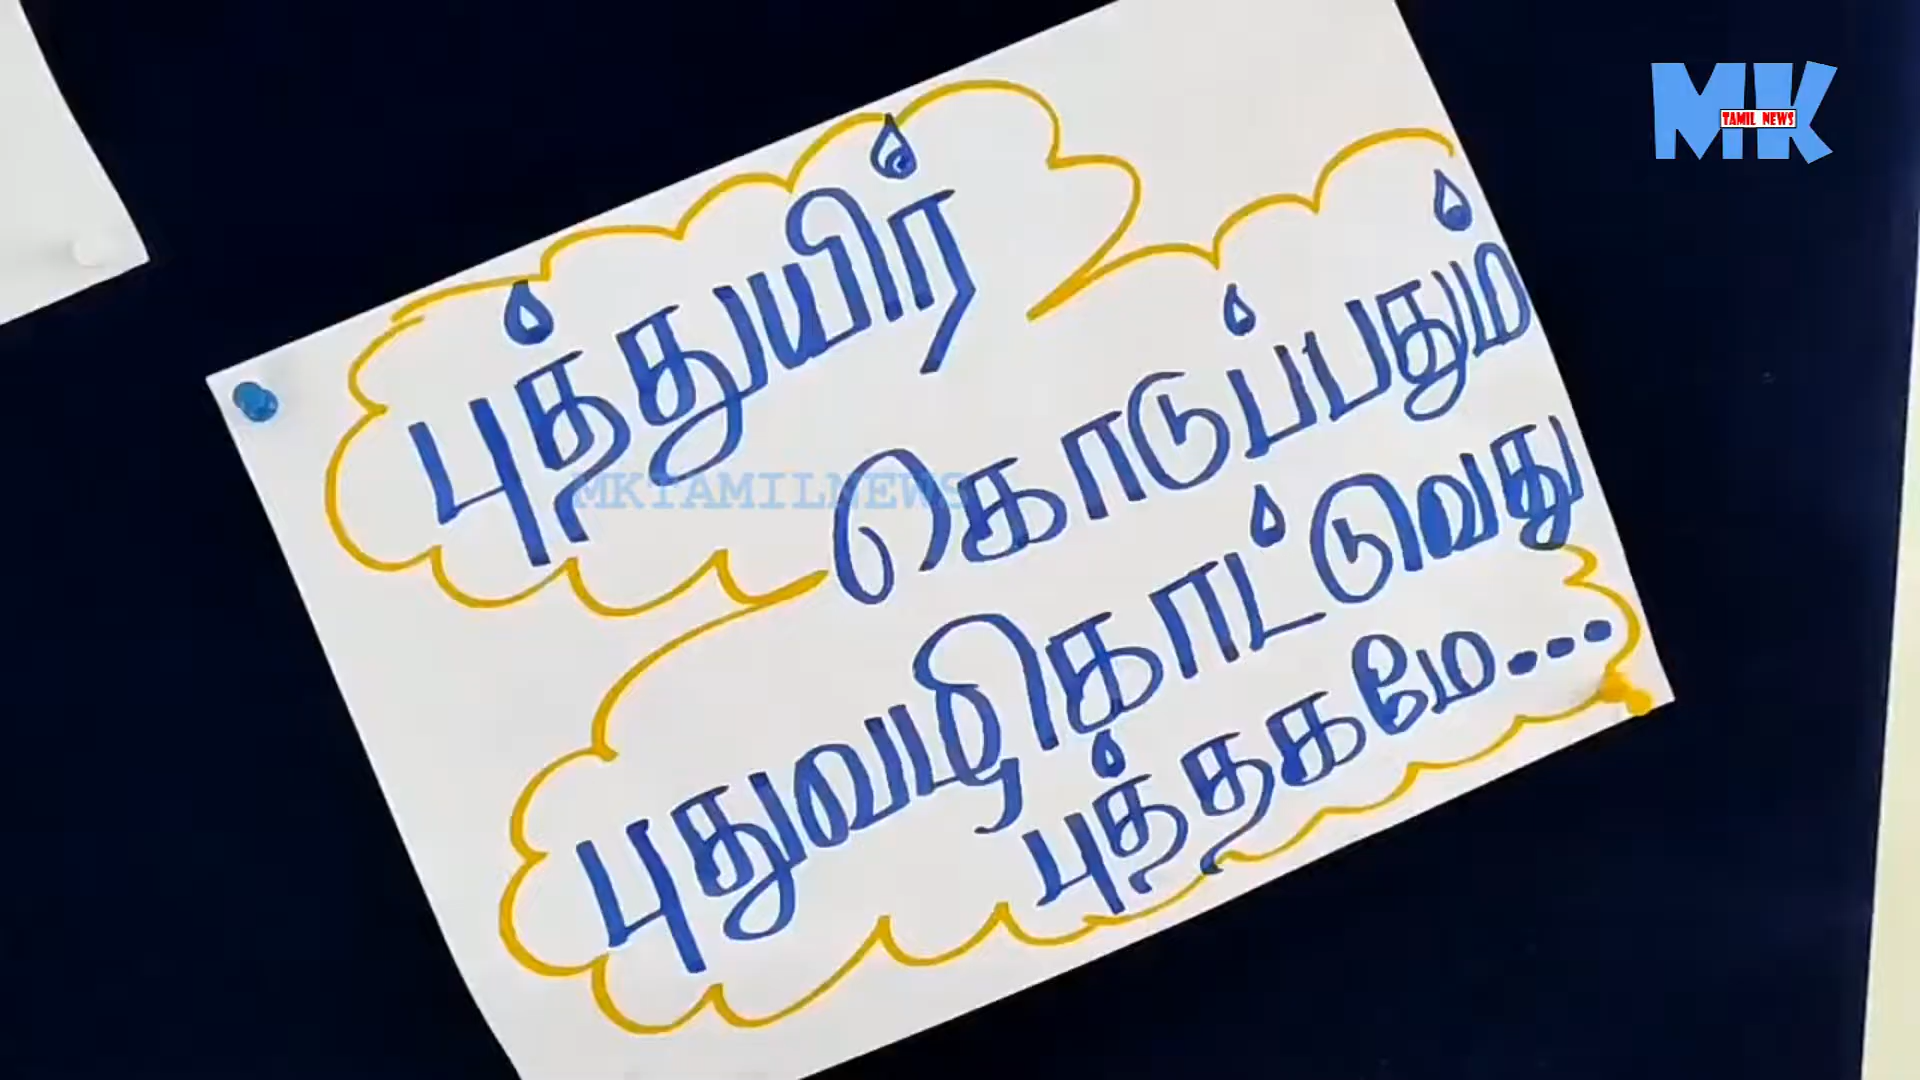 MK
TAMIL NEWS
புத்துயிர்
கொடுப்பதும்
MKTAMILNEWS
புதுவழிகாட்டுவது
புத்தகமே...